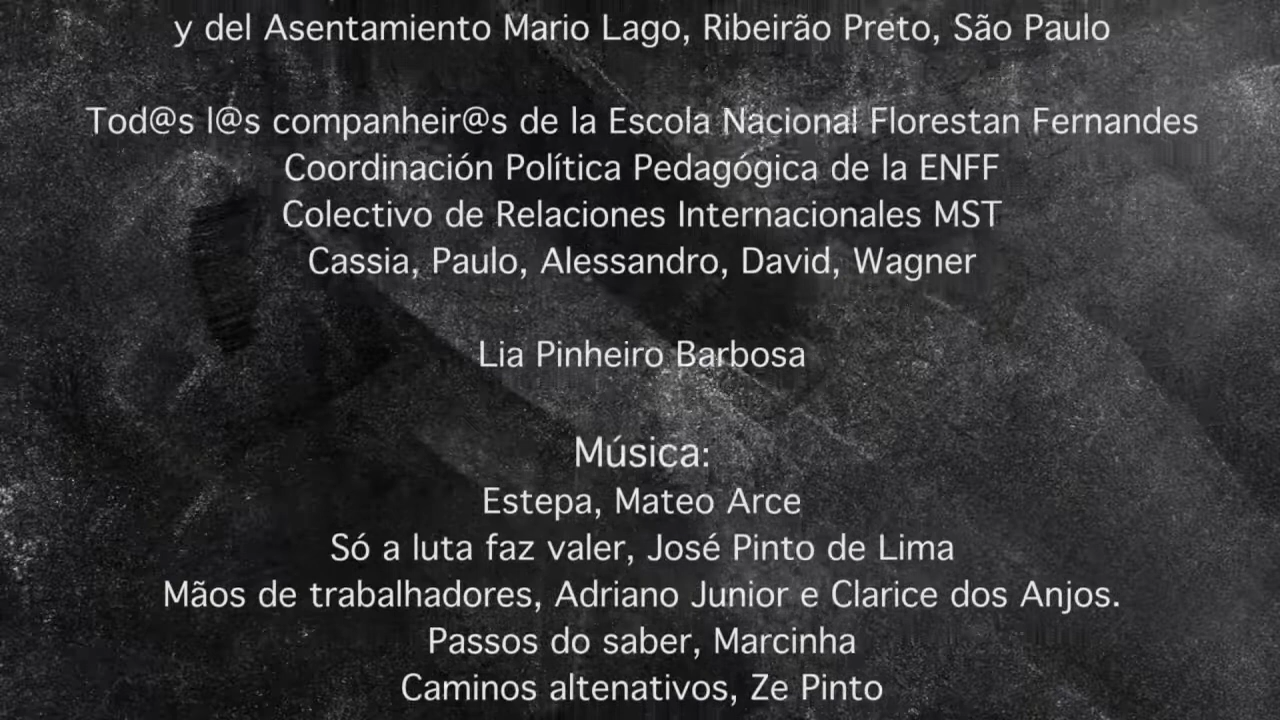 y del Asentamiento Mario Lago, Ribeirão Preto, São Paulo
Tod@s l@s companheir@s de la Escola Nacional Florestan Fernandes
Coordinación Política Pedagógica de la ENFF
Colectivo de Relaciones Internacionales MST
Cassia, Paulo, Alessandro, David, Wagner
Lia Pinheiro Barbosa
Música:
Estepa, Mateo Arce
Só a luta faz valer, José Pinto de Lima
Mãos de trabalhadores, Adriano Junior e Clarice dos Anjos.
Passos do saber, Marcinha
Caminos altenativos, Ze Pinto